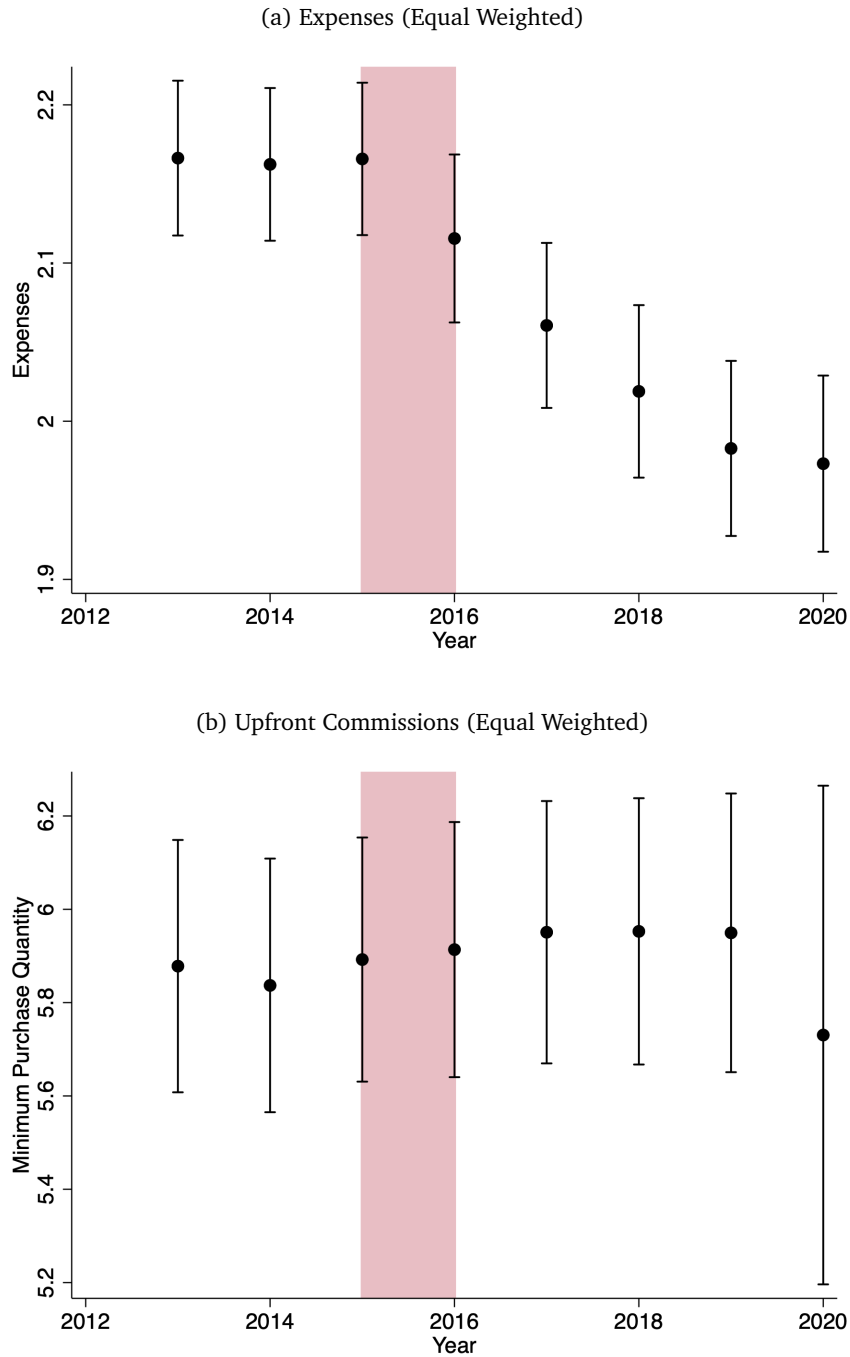 (a) Expenses (Equal Weighted)
2.2
2.1
2
1.9
Expenses
2012 2014 2016 2018 2020
Year
(b) Upfront Commissions (Equal Weighted)
6.2
6
5.8
5.6
5.4
5.2
Minimum Purchase Quantity
2012 2014 2016 2018 2020
Year